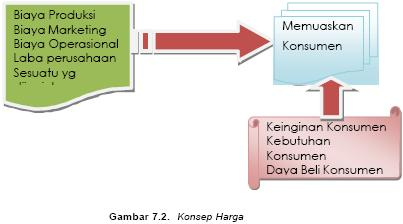 Biaya Produksi
Biaya Marketing
Biaya Operasional
Laba perusahaan
Sesuatu yg
Memuaskan
Konsumen
Keinginan Konsumen
Kebutuhan
Konsumen
Daya Beli Konsumen
Gambar 7.2. Konsep Harga